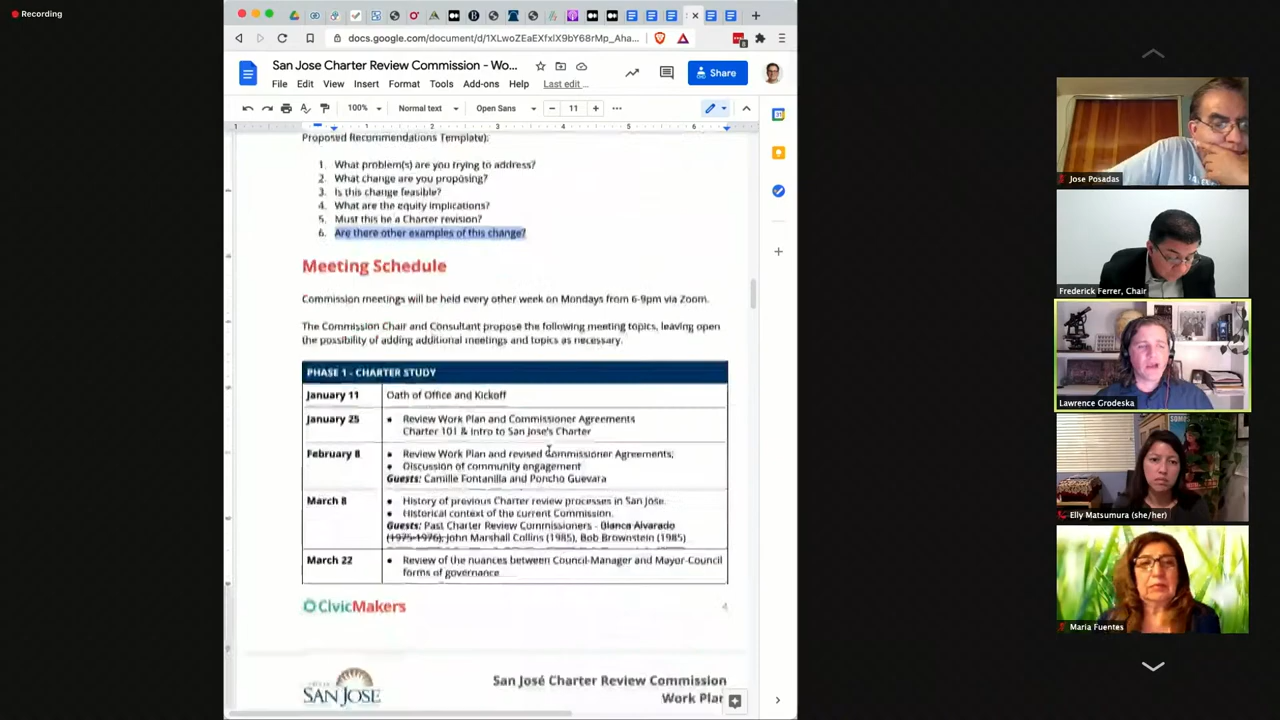 Recording
docs.google.com/document/d/1XLwoZEaEXfxIX9bY68rMp_Aha...
San Jose Charter Review Commission - Wo...
Share
File Edit View Insert Format Tools Add-ons Help Last edit ...
100% Normal text Open Sans 11
Proposed Recommendations Template):
1. What problem(s) are you trying to address?
2. What change are you proposing?
3. Is this change feasible?
4. What are the equity implications?
5. Must this be a Charter revision?
6. Are there other examples of this change?
Meeting Schedule
Commission meetings will be held every other week on Mondays from 6-9pm via Zoom.
The Commission Chair and Consultant propose the following meeting topics, leaving open
the possibility of adding additional meetings and topics as necessary.
PHASE 1 - CHARTER STUDY
January 11 Oath of Office and Kickoff
January 25 • Review Work Plan and Commissioner Agreements
Charter 101 & intro to San Jose's Charter
February 8 • Review Work Plan and revised Commissioner Agreements;
• Discussion of community engagement
Guests: Camille Fontanilla and Poncho Guevara
March 8 • History of previous Charter review processes in San Jose.
• Historical context of the current Commission.
Guests: Past Charter Review Commissioners - Blanca Alvarado
(1975-1976), John Marshall Collins (1985), Bob Brownstein (1985)
March 22 • Review of the nuances between Council-Manager and Mayor-Council
forms of governance
CivicMakers
4
SAN JOSE
San José Charter Review Commission
Work Plan
Jose Posadas
Frederick Ferrer, Chair
Lawrence Grodeska
Elly Matsumura (she/her)
Maria Fuentes